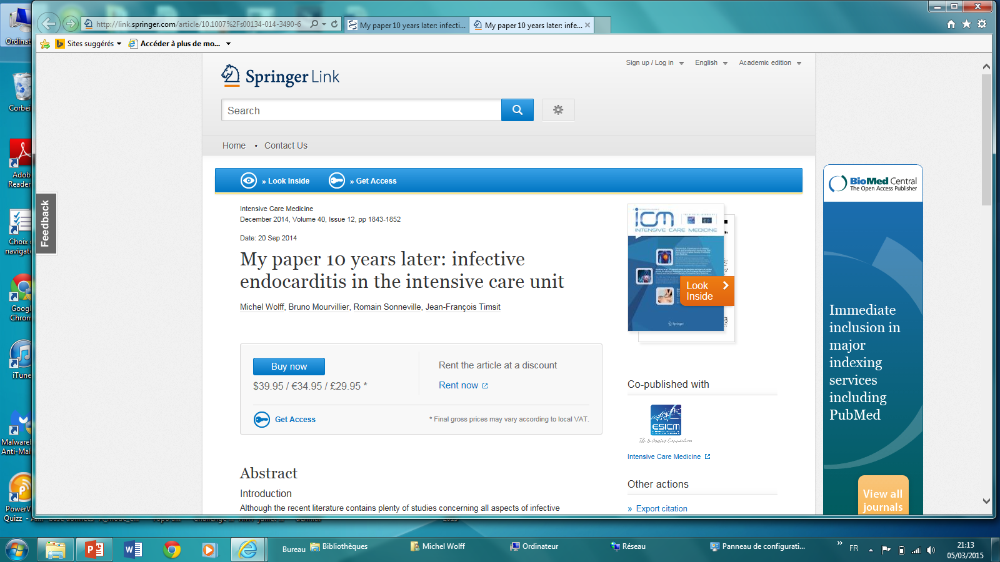 Ordinat
http://link.springer.com/article/10.1007%2Fs00134-014-3490-6
My paper 10 years later: infecti...
My paper 10 years later: infe...
Sites suggérés
Accéder à plus de mo...
Sign up / Log in
English
Academic edition
Springer Link
Search
Home • Contact Us
» Look Inside
» Get Access
Feedback
Intensive Care Medicine
December 2014, Volume 40, Issue 12, pp 1843-1852
Date: 20 Sep 2014
My paper 10 years later: infective
endocarditis in the intensive care unit
Michel Wolff, Bruno Mourvillier, Romain Sonneville, Jean-François Timsit
icm
INTENSIVE CARE MEDICINE
Springer
Look
Inside
Buy now
$39.95 / €34.95 / £29.95 *
Rent the article at a discount
Rent now
Get Access
* Final gross prices may vary according to local VAT.
Abstract
Introduction
Although the recent literature contains plenty of studies concerning all aspects of infective
Co-published with
ESICM
Intensive Care Medicine
Other actions
» Export citation
BioMed Central
The Open Access Publisher
Immediate
inclusion in
major
indexing
services
including
PubMed
View all
journals
Corbei
Adob
Reader
Choix
navigate
Googl
Chrom
iTune
Malwareb
Anti-Mal
PowerV
Quizz
Bureau
Bibliothèques
Michel Wolff
Ordinateur
Réseau
Panneau de configurati...
FR
21:13
05/03/2015